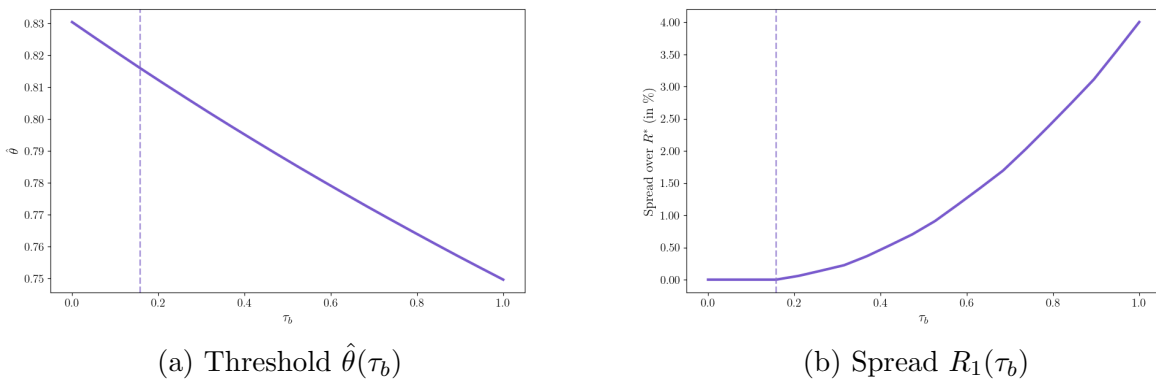 0.83
0.82
0.81
0.80
0.79
0.78
0.77
0.76
0.75
θ̂
0.0 0.2 0.4 0.6 0.8 1.0
τ_b
(a) Threshold θ̂(τ_b)
4.00
3.50
3.00
2.50
2.00
1.50
1.00
0.50
0.00
Spread over R* (in %)
0.0 0.2 0.4 0.6 0.8 1.0
τ_b
(b) Spread R₁(τ_b)